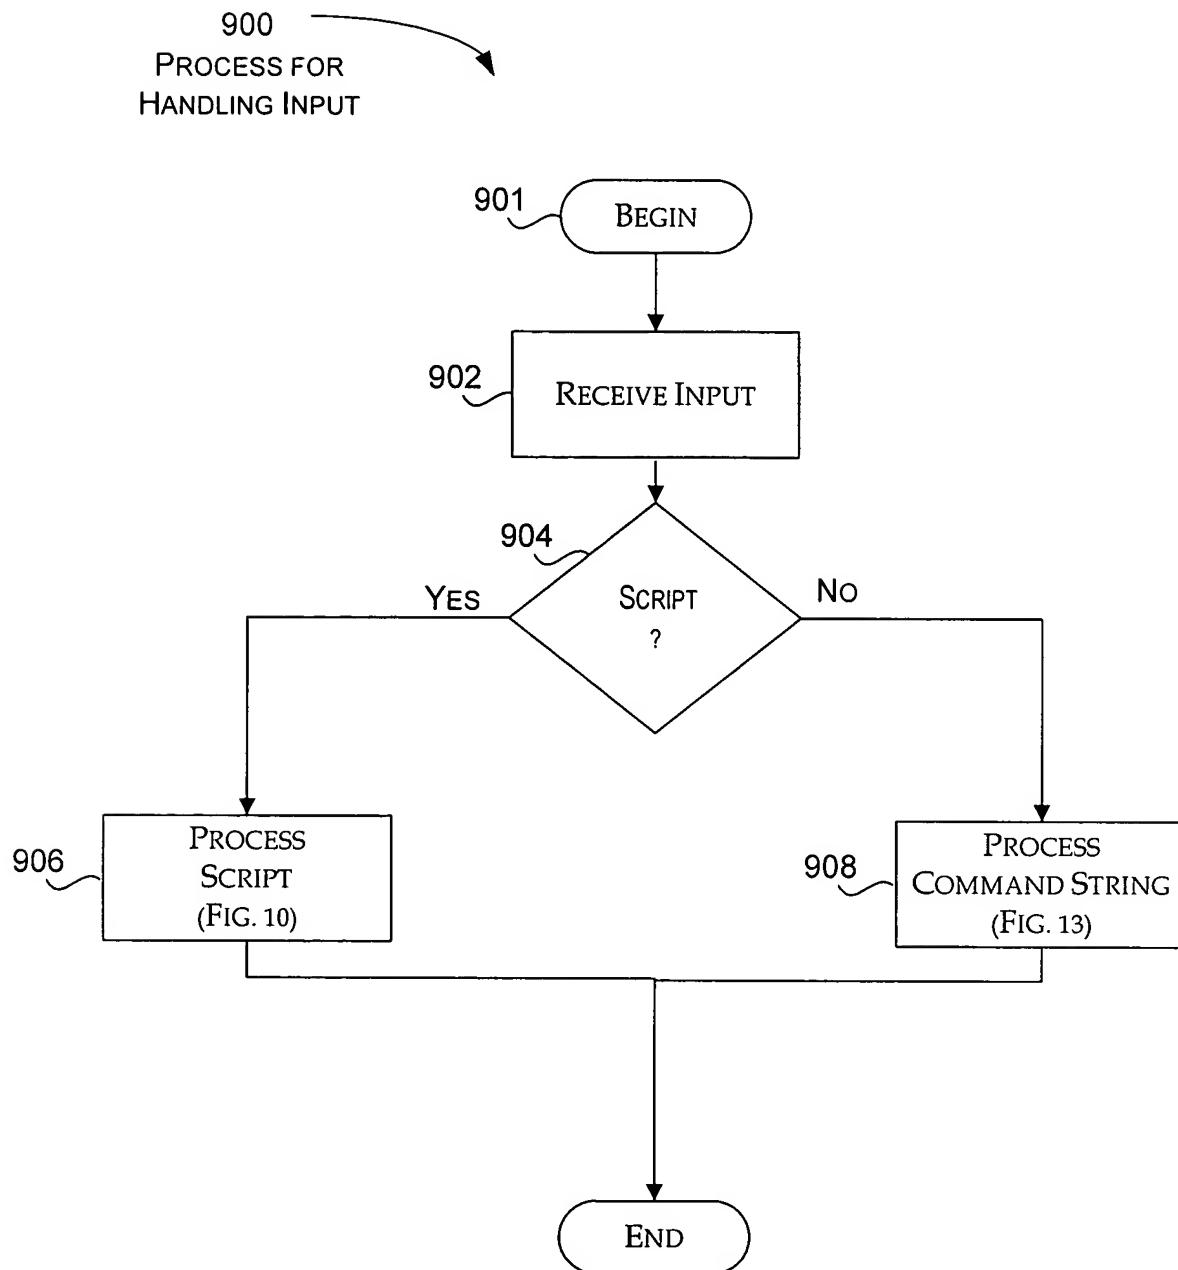 900
PROCESS FOR
HANDLING INPUT
901
BEGIN
902
RECEIVE INPUT
904
YES
SCRIPT
?
NO
906
PROCESS
SCRIPT
(FIG. 10)
908
PROCESS
COMMAND STRING
(FIG. 13)
END